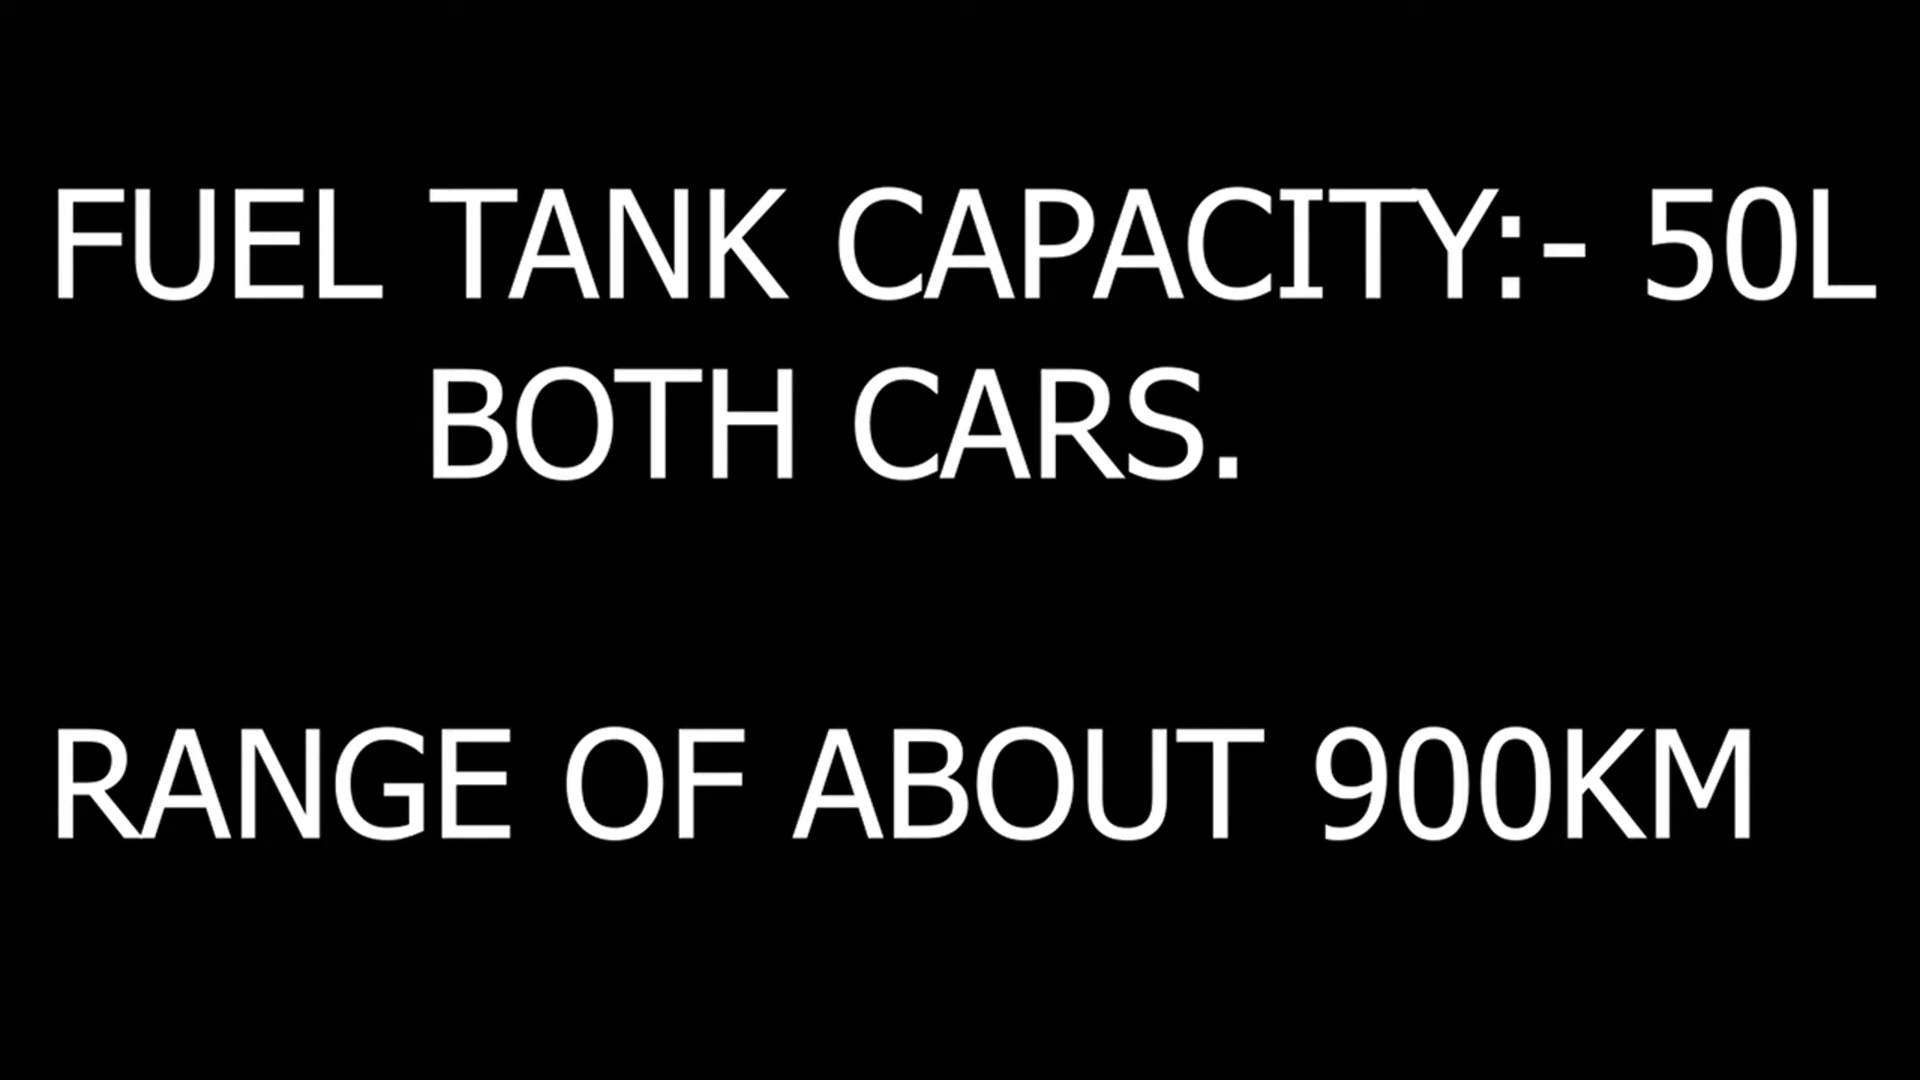 FUEL TANK CAPACITY:- 50L
BOTH CARS.
RANGE OF ABOUT 900KM